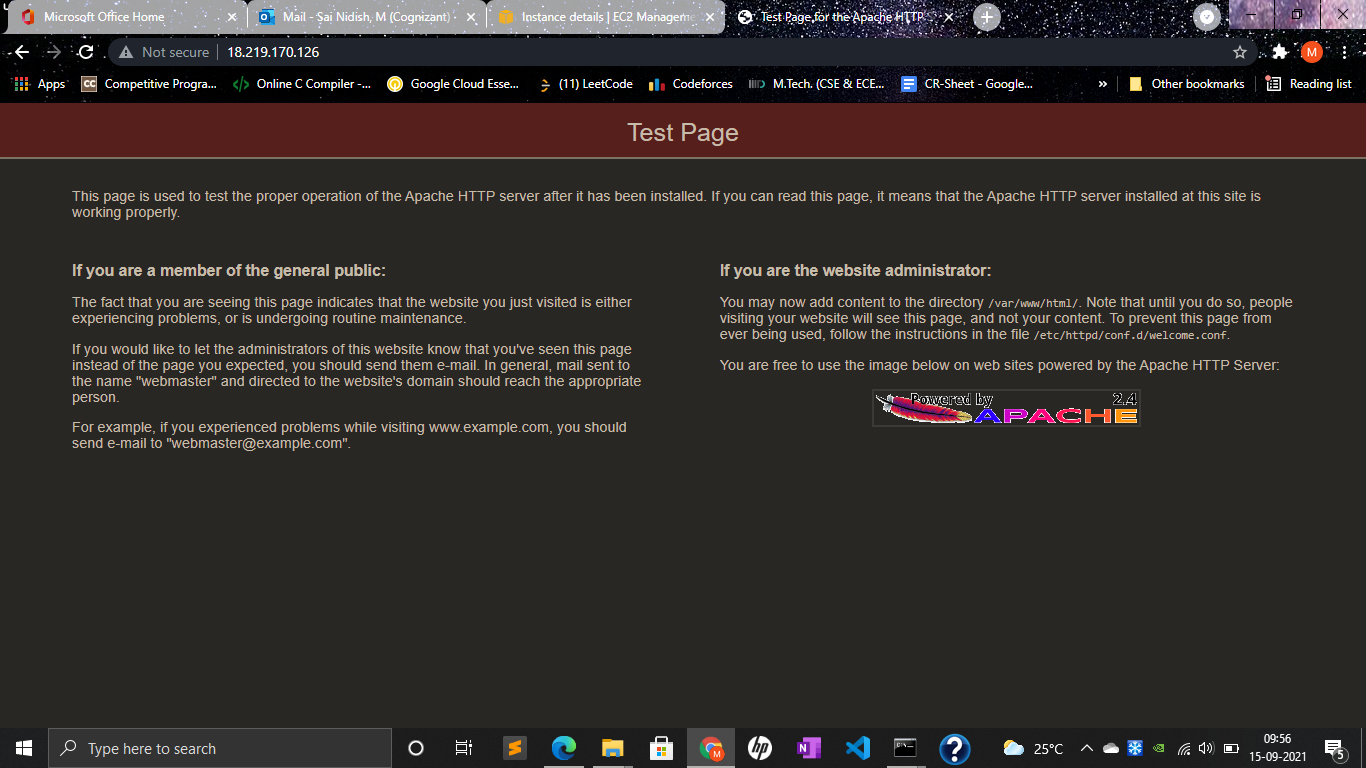 Microsoft Office Home
Mail - Sai Nidish, M (Cognizant) -
Instance details | EC2 Manageme
Test Page for the Apache HTTP
Not secure
18.219.170.126
M
Apps
CC
Competitive Progra...
Online C Compiler -...
Google Cloud Esse...
(11) LeetCode
Codeforces
M.Tech. (CSE & ECE...
CR-Sheet - Google...
»
Other bookmarks
Reading list
Test Page
This page is used to test the proper operation of the Apache HTTP server after it has been installed. If you can read this page, it means that the Apache HTTP server installed at this site is
working properly.
If you are a member of the general public:
The fact that you are seeing this page indicates that the website you just visited is either
experiencing problems, or is undergoing routine maintenance.
If you would like to let the administrators of this website know that you've seen this page
instead of the page you expected, you should send them e-mail. In general, mail sent to
the name "webmaster" and directed to the website's domain should reach the appropriate
person.
For example, if you experienced problems while visiting www.example.com, you should
send e-mail to "webmaster@example.com".
If you are the website administrator:
You may now add content to the directory /var/www/html/. Note that until you do so, people
visiting your website will see this page, and not your content. To prevent this page from
ever being used, follow the instructions in the file /etc/httpd/conf.d/welcome.conf.
You are free to use the image below on web sites powered by the Apache HTTP Server:
Powered by 2.4
APACHE
Type here to search
M
hp
25°C
09:56
15-09-2021
5